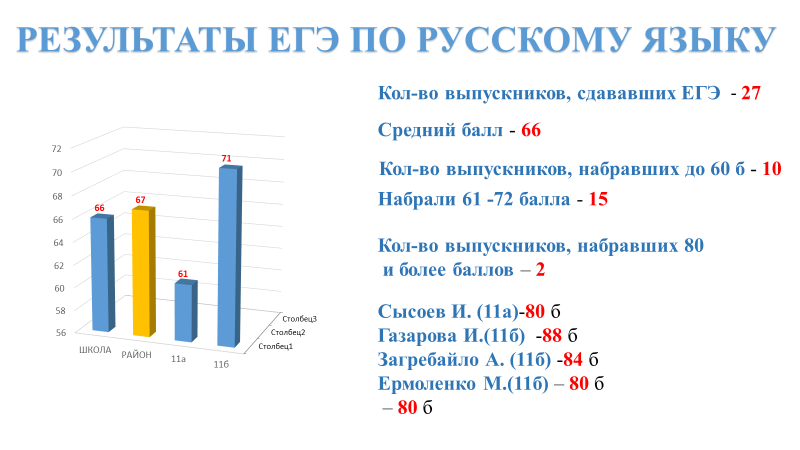 РЕЗУЛЬТАТЫ ЕГЭ ПО РУССКОМУ ЯЗЫКУ
Кол-во выпускников, сдававших ЕГЭ - 27
Средний балл - 66
Кол-во выпускников, набравших до 60 б - 10
Набрали 61 -72 балла - 15
Кол-во выпускников, набравших 80
и более баллов – 2
Сысоев И. (11а)-80 б
Газарова И.(11б) -88 б
Загребайло А. (11б) -84 б
Ермоленко М.(11б) – 80 б
– 80 б
72
70
68
66
64
62
60
58
56
66
67
61
71
ШКОЛА
РАЙОН
11а
11б
Столбец3
Столбец2
Столбец1